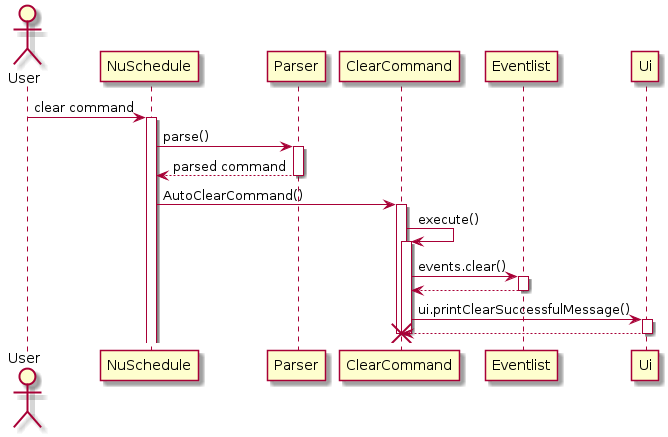 User
NuSchedule
Parser
ClearCommand
Eventlist
Ui
clear command
parse()
parsed command
AutoClearCommand()
execute()
events.clear()
ui.printClearSuccessfulMessage()
User
NuSchedule
Parser
ClearCommand
Eventlist
Ui